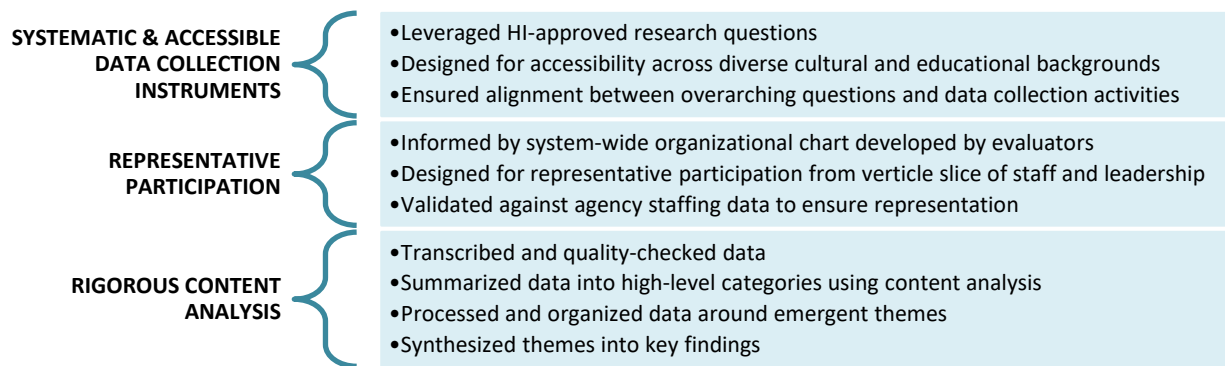 SYSTEMATIC & ACCESSIBLE
DATA COLLECTION
INSTRUMENTS
•Leveraged HI-approved research questions
•Designed for accessibility across diverse cultural and educational backgrounds
•Ensured alignment between overarching questions and data collection activities
REPRESENTATIVE
PARTICIPATION
•Informed by system-wide organizational chart developed by evaluators
•Designed for representative participation from verticle slice of staff and leadership
•Validated against agency staffing data to ensure representation
RIGOROUS CONTENT
ANALYSIS
•Transcribed and quality-checked data
•Summarized data into high-level categories using content analysis
•Processed and organized data around emergent themes
•Synthesized themes into key findings